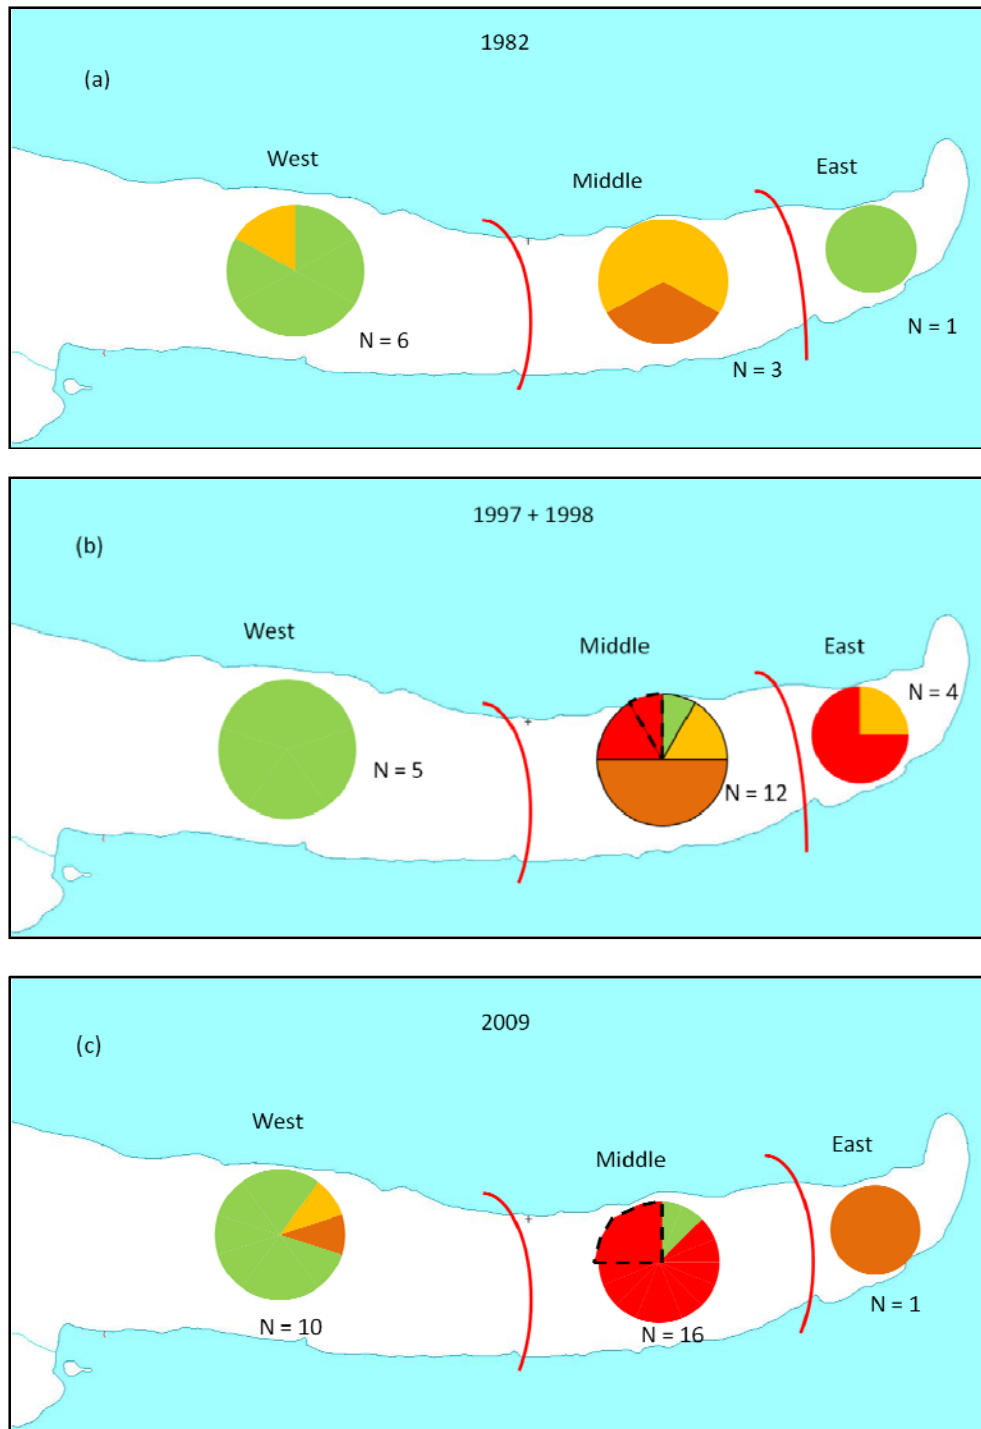 1982
(a)
West
Middle
East
N = 6
N = 3
N = 1
1997 + 1998
(b)
West
Middle
East
N = 5
N = 12
N = 4
2009
(c)
West
Middle
East
N = 10
N = 16
N = 1